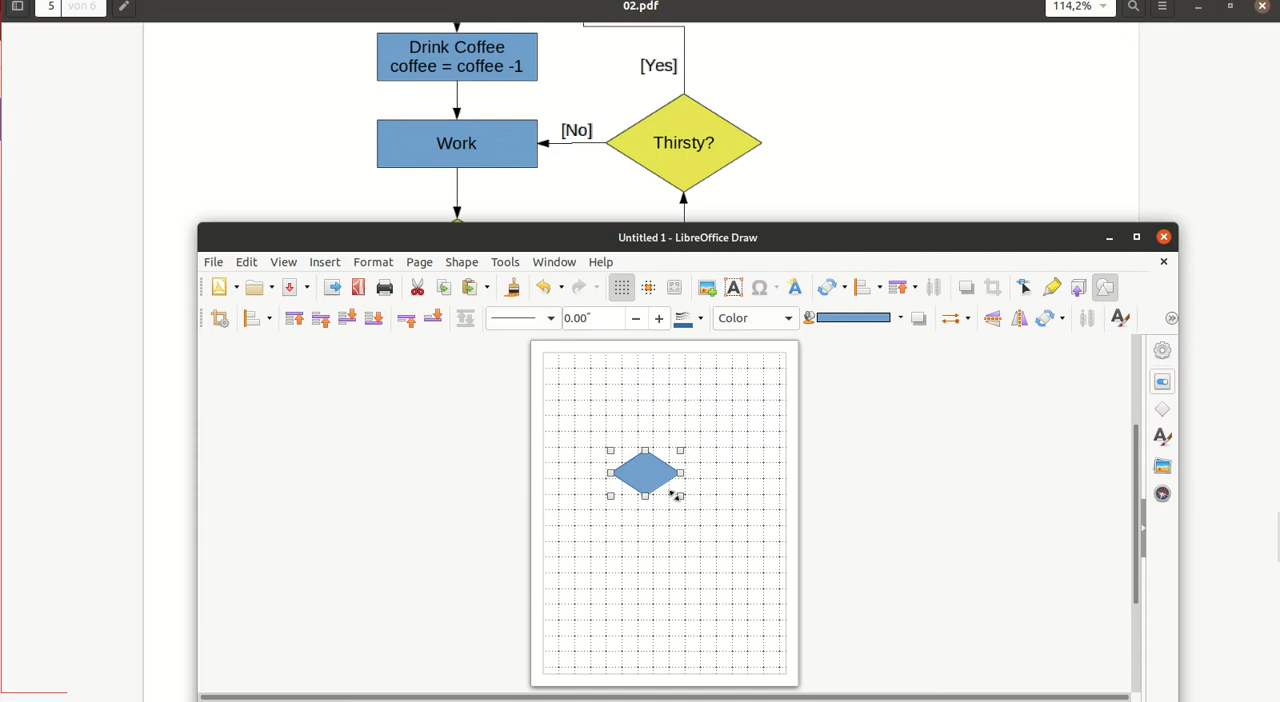 5
von 6
02.pdf
114,2%
Drink Coffee
coffee = coffee -1
[Yes]
[No]
Work
Thirsty?
Untitled 1 - LibreOffice Draw
File Edit View Insert Format Page Shape Tools Window Help
0.00″
Color